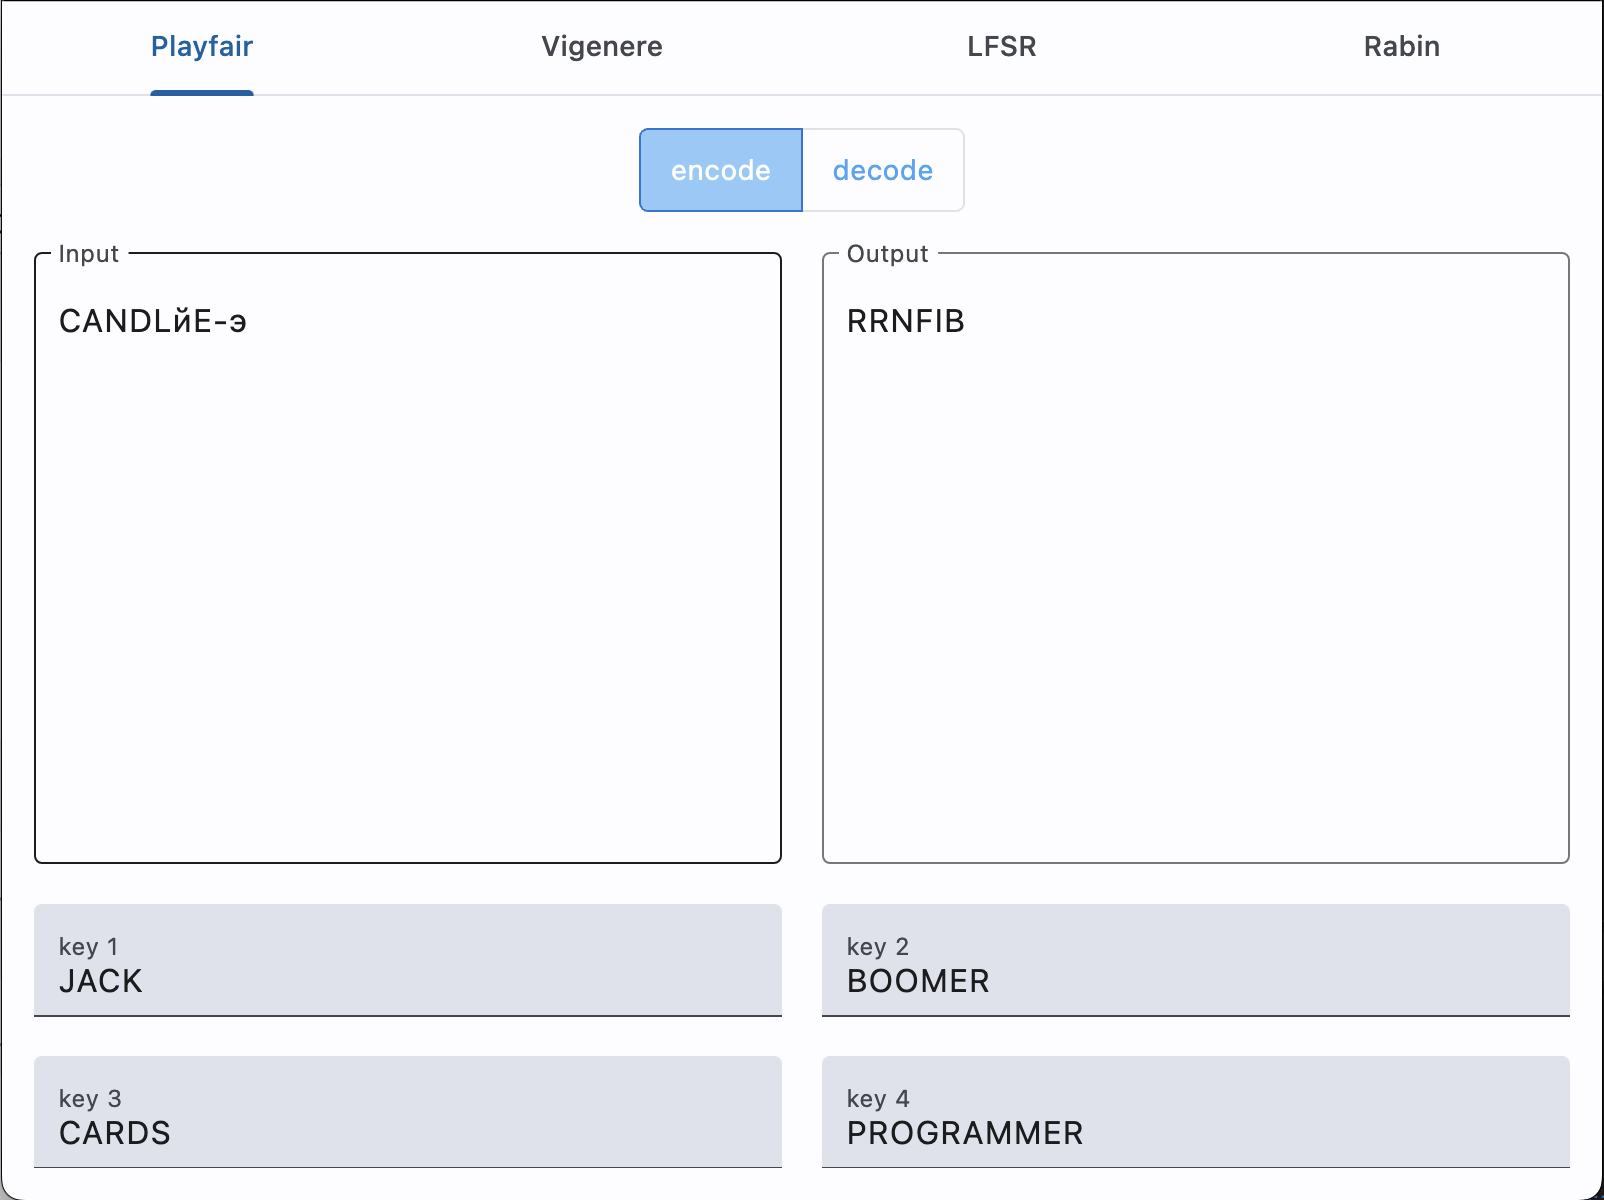 Playfair Vigenere LFSR Rabin
encode decode
Input
CANDLйE-э
Output
RRNFIB
key 1
JACK
key 2
BOOMER
key 3
CARDS
key 4
PROGRAMMER